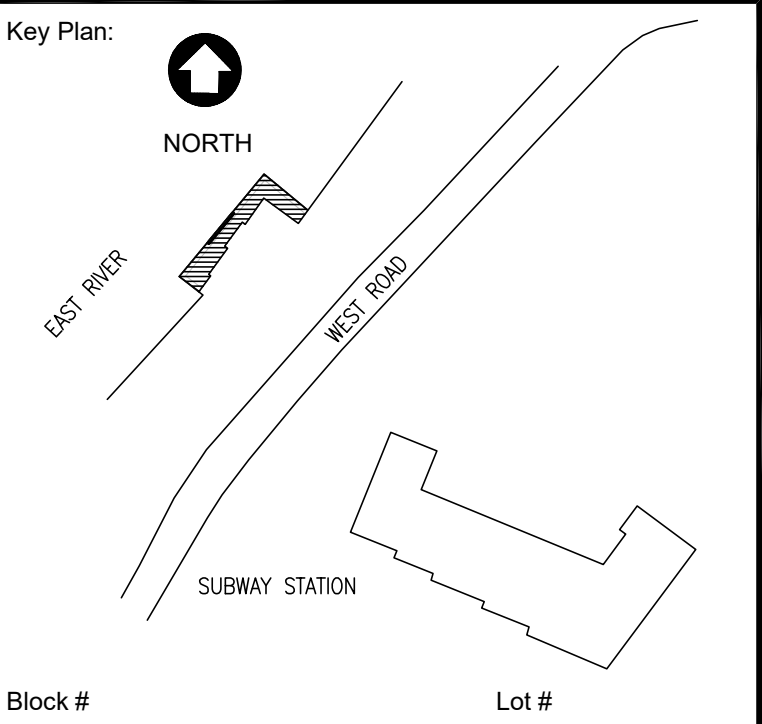 Key Plan:
NORTH
EAST RIVER
WEST ROAD
SUBWAY STATION
Block #
Lot #